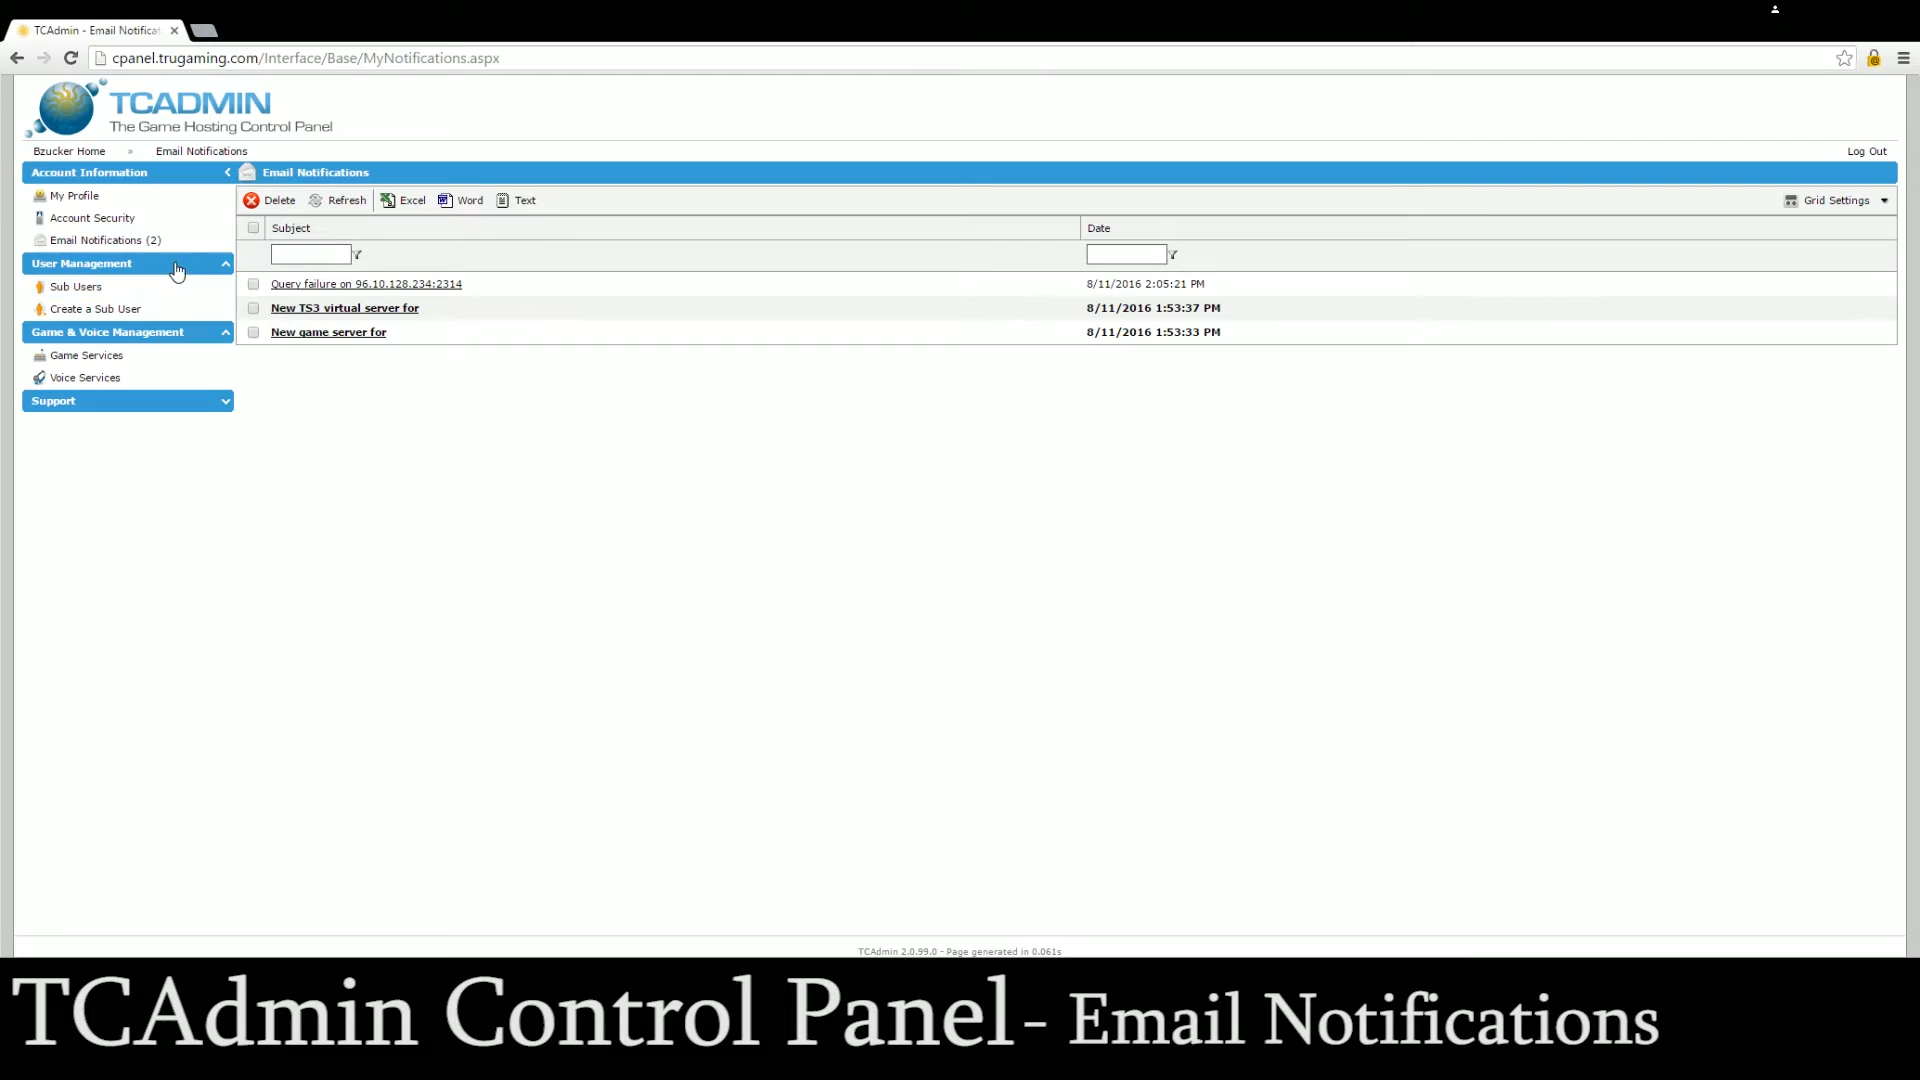 TCAdmin - Email Notificat
cpanel.trugaming.com/Interface/Base/MyNotifications.aspx
TCADMIN
The Game Hosting Control Panel
Bzucker Home » Email Notifications Log Out
Account Information
My Profile
Account Security
Email Notifications (2)
User Management
Sub Users
Create a Sub User
Game & Voice Management
Game Services
Voice Services
Support
Email Notifications
Delete Refresh Excel Word Text Grid Settings
Subject Date
Query failure on 96.10.128.234:2314 8/11/2016 2:05:21 PM
New TS3 virtual server for 8/11/2016 1:53:37 PM
New game server for 8/11/2016 1:53:33 PM
TCAdmin 2.0.99.0 - Page generated in 0.061s
TCAdmin Control Panel - Email Notifications